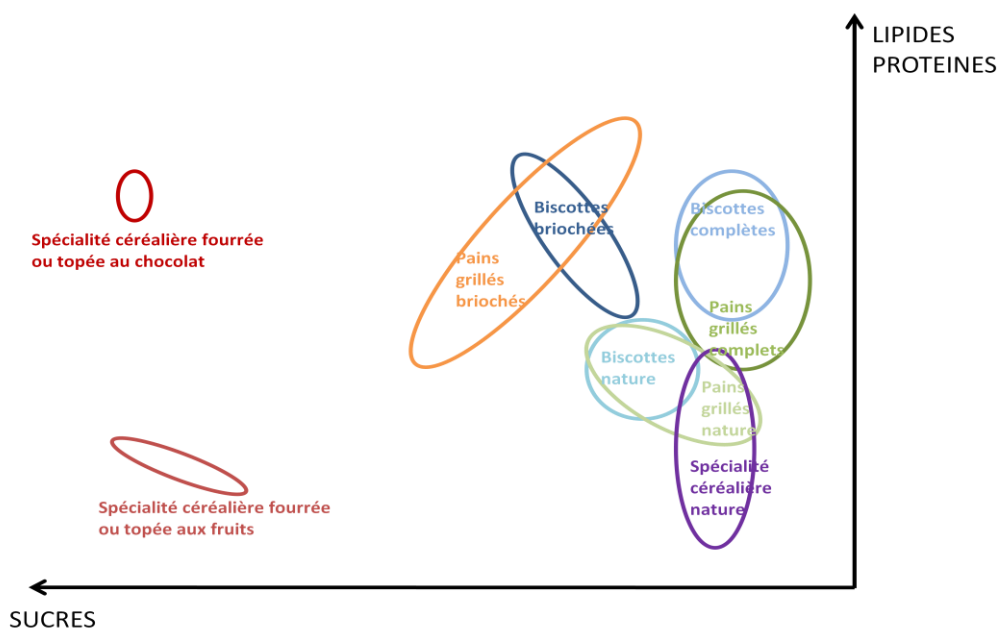 LIPIDES
PROTEINES
Biscottes
complètes
Biscottes
briochées
Spécialité céréalière fourrée
ou topée au chocolat
Pains
grillés
briochés
Pains
grillés
complets
Biscottes
nature
Pains
grillés
nature
Spécialité
céréalière
nature
Spécialité céréalière fourrée
ou topée aux fruits
SUCRES